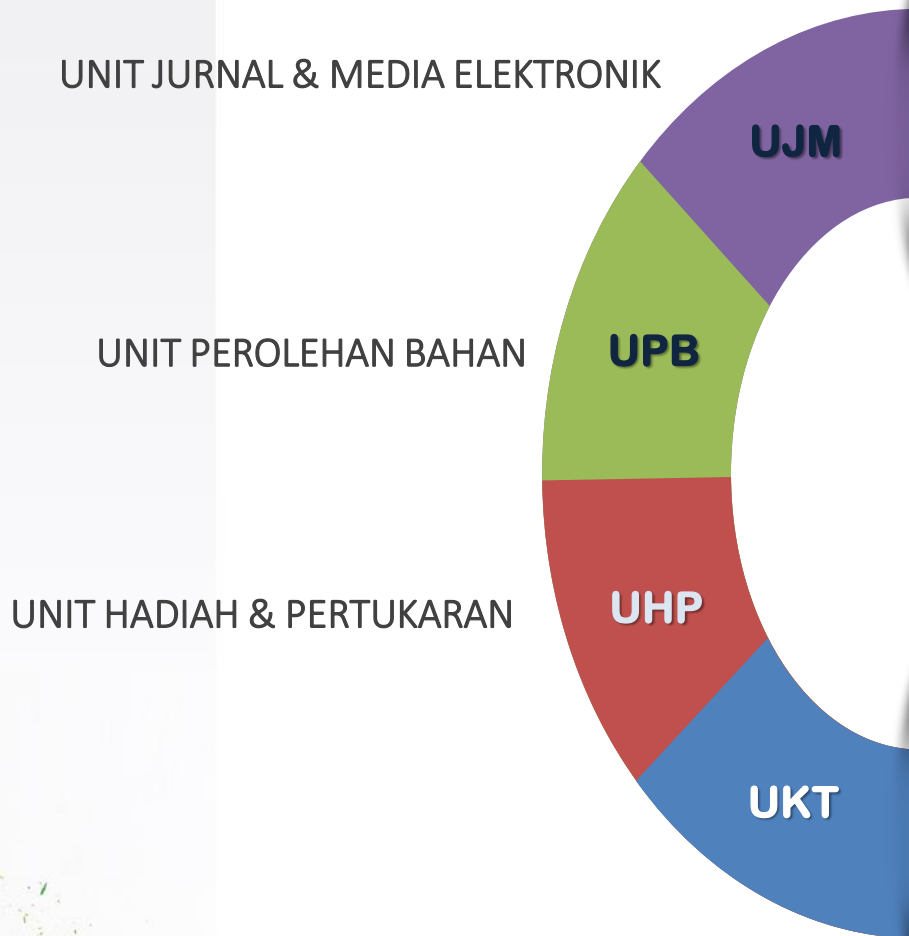 UNIT JURNAL & MEDIA ELEKTRONIK
UJM
UNIT PEROLEHAN BAHAN
UPB
UNIT HADIAH & PERTUKARAN
UHP
UKT